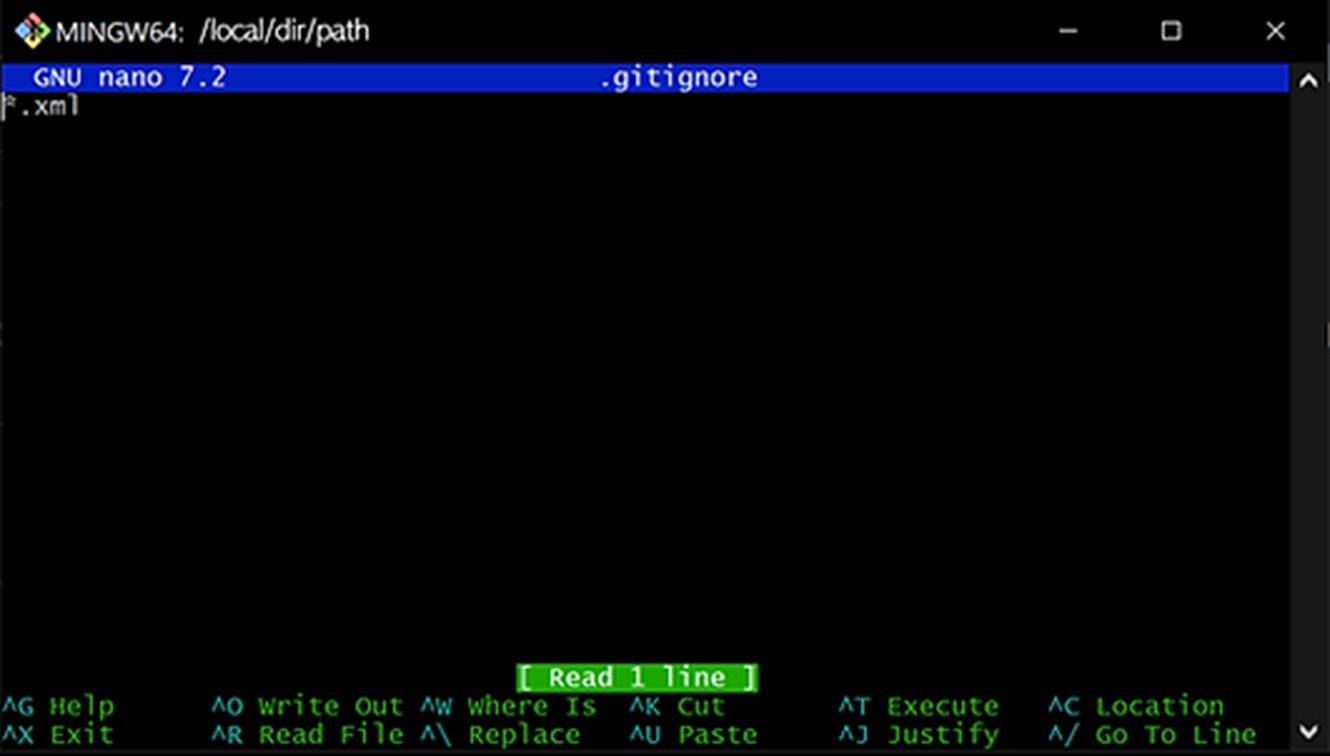 MINGW64: /local/dir/path
GNU nano 7.2 .gitignore
*.xml
[ Read 1 line ]
^G Help ^O Write Out ^W Where Is ^K Cut ^T Execute ^C Location
^X Exit ^R Read File ^\ Replace ^U Paste ^J Justify ^/ Go To Line